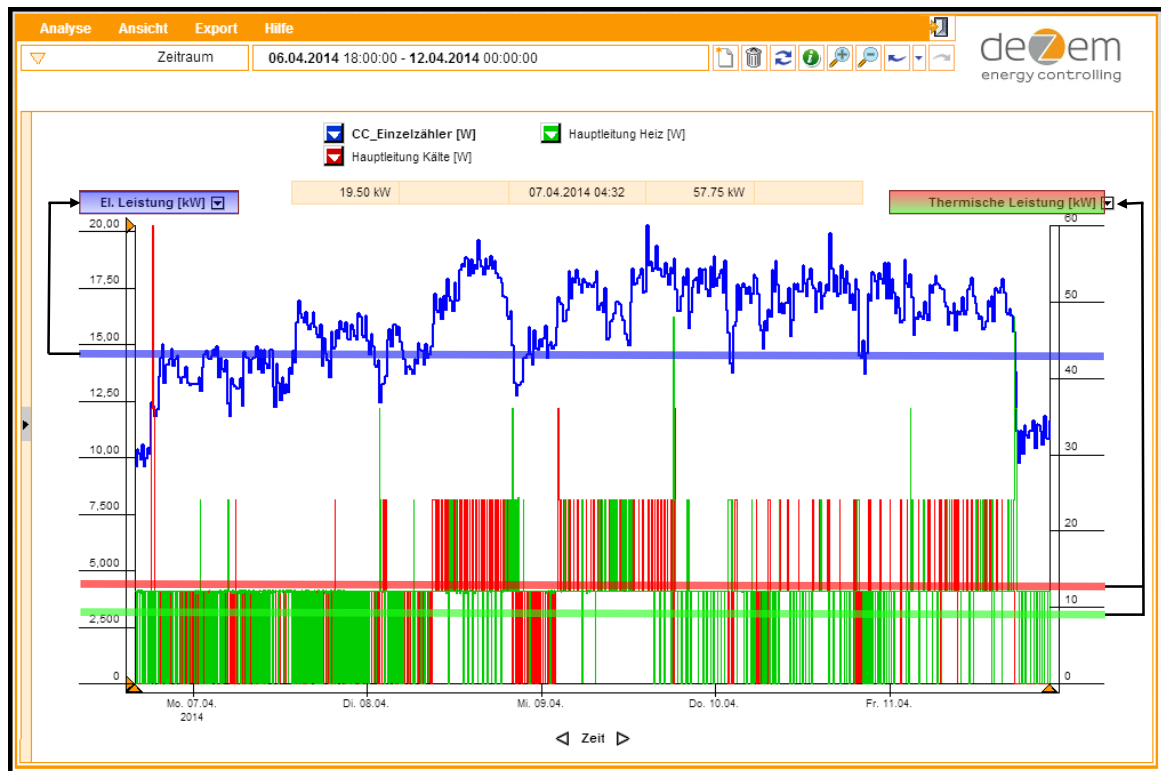 Analyse Ansicht Export Hilfe
deZem
energy controlling
Zeitraum 06.04.2014 18:00:00 - 12.04.2014 00:00:00
CC_Einzelzähler [W] Hauptleitung Heiz [W]
Hauptleitung Kälte [W]
19.50 kW 07.04.2014 04:32 57.75 kW
El. Leistung [kW] Thermische Leistung [kW]
20,00 60
17,50 50
15,00 40
12,50 30
10,00 20
7,500 10
5,000 0
2,500
0
Mo. 07.04. Di. 08.04. Mi. 09.04. Do. 10.04. Fr. 11.04.
2014
Zeit